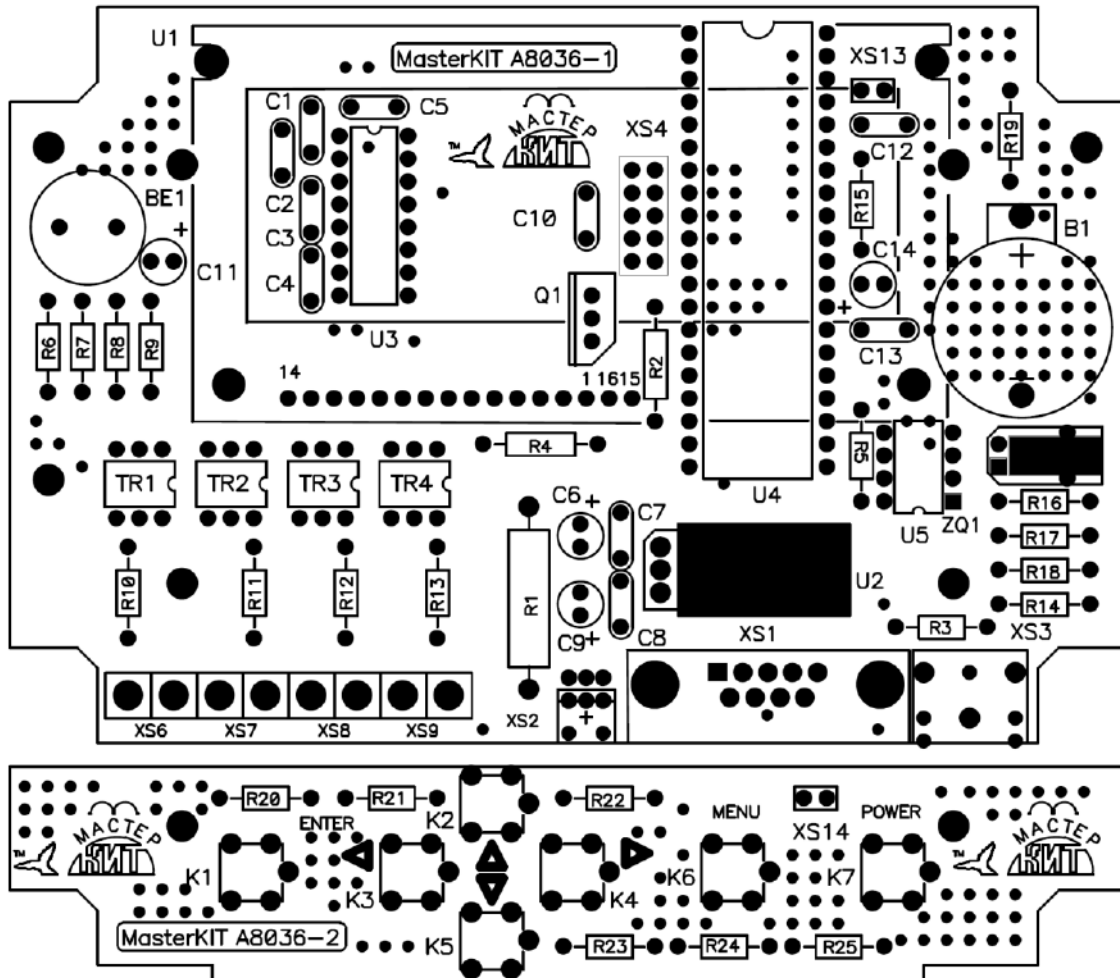 U1
MasterKIT A8036-1
XS13
C1
C5
XS4
™ МАСТЕР
КИТ
R19
C12
BE1
C2
C10
R15
B1
+
C3
C14
+
C11
C4
Q1
+
U3
R2
C13
R6
R7
R8
R9
14
1 1615
-
R4
R5
TR1
TR2
TR3
TR4
C6
+
C7
U4
U5
ZQ1
R16
R17
R10
R11
R12
R13
R1
U2
R18
R14
C9
+
C8
XS1
R3
XS3
XS6
XS7
XS8
XS9
XS2
+
R20
R21
K2
R22
MENU
XS14
POWER
™ МАСТЕР
КИТ
ENTER
™ МАСТЕР
КИТ
K1
K3
K4
K6
K7
MasterKIT A8036-2
K5
R23
R24
R25